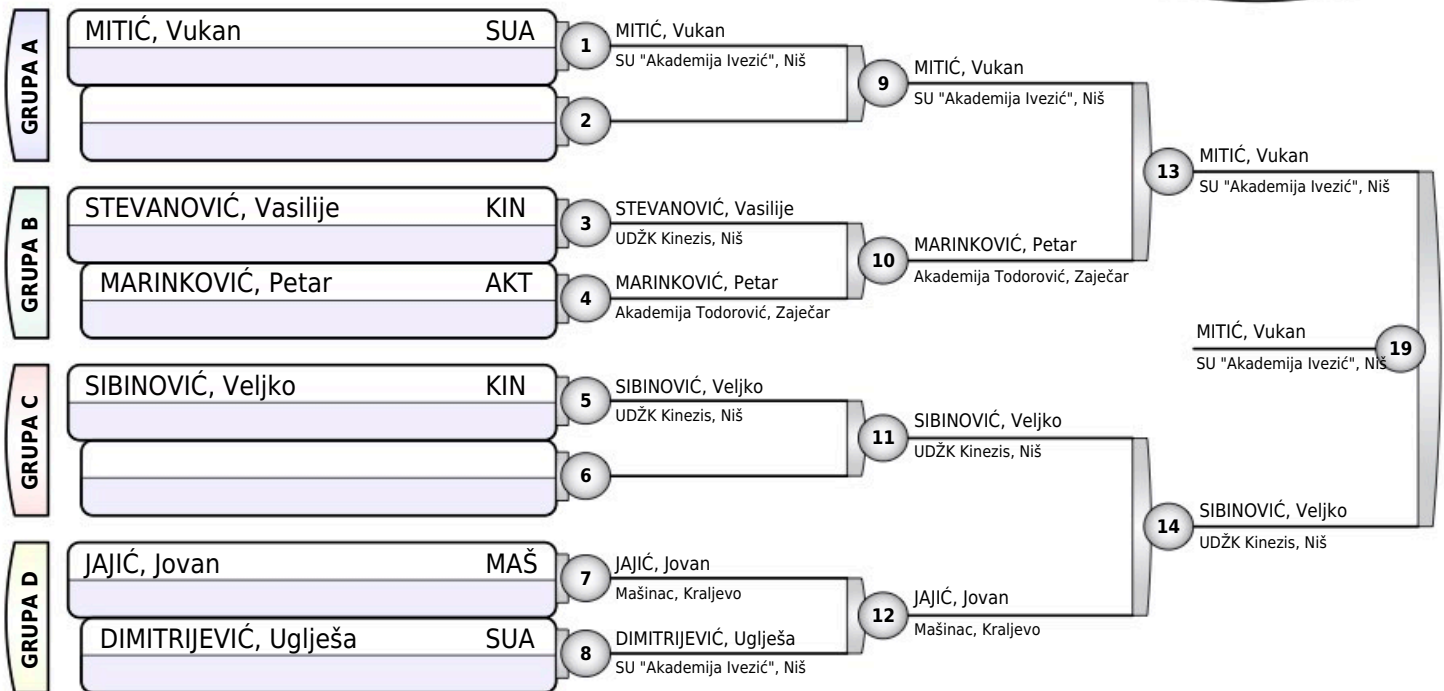 GRUPA A
MITIĆ, Vukan SUA
1
MITIĆ, Vukan
SU "Akademija Ivezić", Niš
2
9
MITIĆ, Vukan
SU "Akademija Ivezić", Niš
GRUPA B
STEVANOVIĆ, Vasilije KIN
3
STEVANOVIĆ, Vasilije
UDŽK Kinezis, Niš
MARINKOVIĆ, Petar AKT
4
MARINKOVIĆ, Petar
Akademija Todorović, Zaječar
10
MARINKOVIĆ, Petar
Akademija Todorović, Zaječar
13
MITIĆ, Vukan
SU "Akademija Ivezić", Niš
GRUPA C
SIBINOVIĆ, Veljko KIN
5
SIBINOVIĆ, Veljko
UDŽK Kinezis, Niš
6
11
SIBINOVIĆ, Veljko
UDŽK Kinezis, Niš
GRUPA D
JAJIĆ, Jovan MAŠ
7
JAJIĆ, Jovan
Mašinac, Kraljevo
DIMITRIJEVIĆ, Uglješa SUA
8
DIMITRIJEVIĆ, Uglješa
SU "Akademija Ivezić", Niš
12
JAJIĆ, Jovan
Mašinac, Kraljevo
14
SIBINOVIĆ, Veljko
UDŽK Kinezis, Niš
MITIĆ, Vukan
SU "Akademija Ivezić", Niš
19